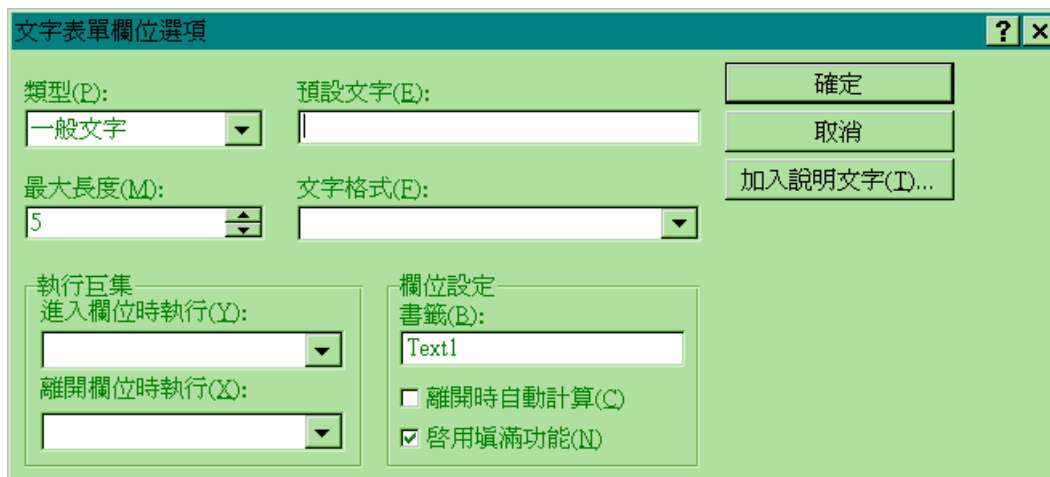 文字表單欄位選項
類型(P):
預設文字(E):
確定
一般文字
取消
最大長度(M):
文字格式(F):
加入說明文字(T)...
5
執行巨集
進入欄位時執行(Y):
離開欄位時執行(X):
欄位設定
書籤(B):
Text1
離開時自動計算(C)
啓用塡滿功能(N)